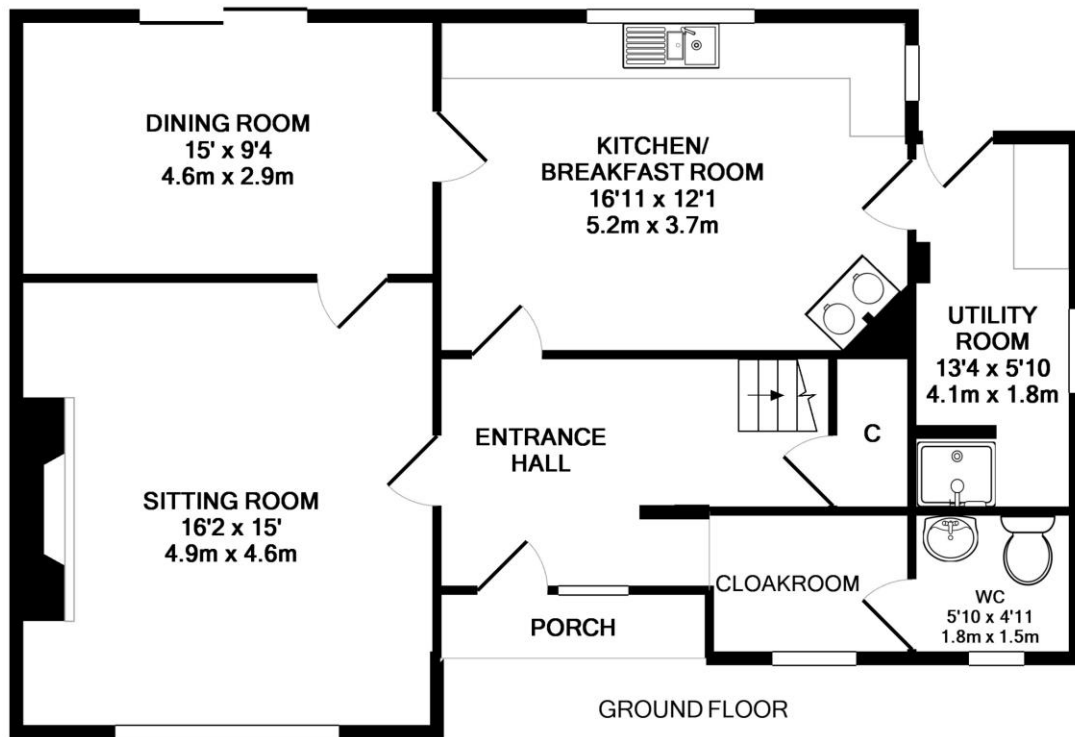 DINING ROOM
15' x 9'4
4.6m x 2.9m
KITCHEN/
BREAKFAST ROOM
16'11 x 12'1
5.2m x 3.7m
UTILITY
ROOM
13'4 x 5'10
4.1m x 1.8m
ENTRANCE
HALL
C
SITTING ROOM
16'2 x 15'
4.9m x 4.6m
CLOAKROOM
WC
5'10 x 4'11
1.8m x 1.5m
PORCH
GROUND FLOOR